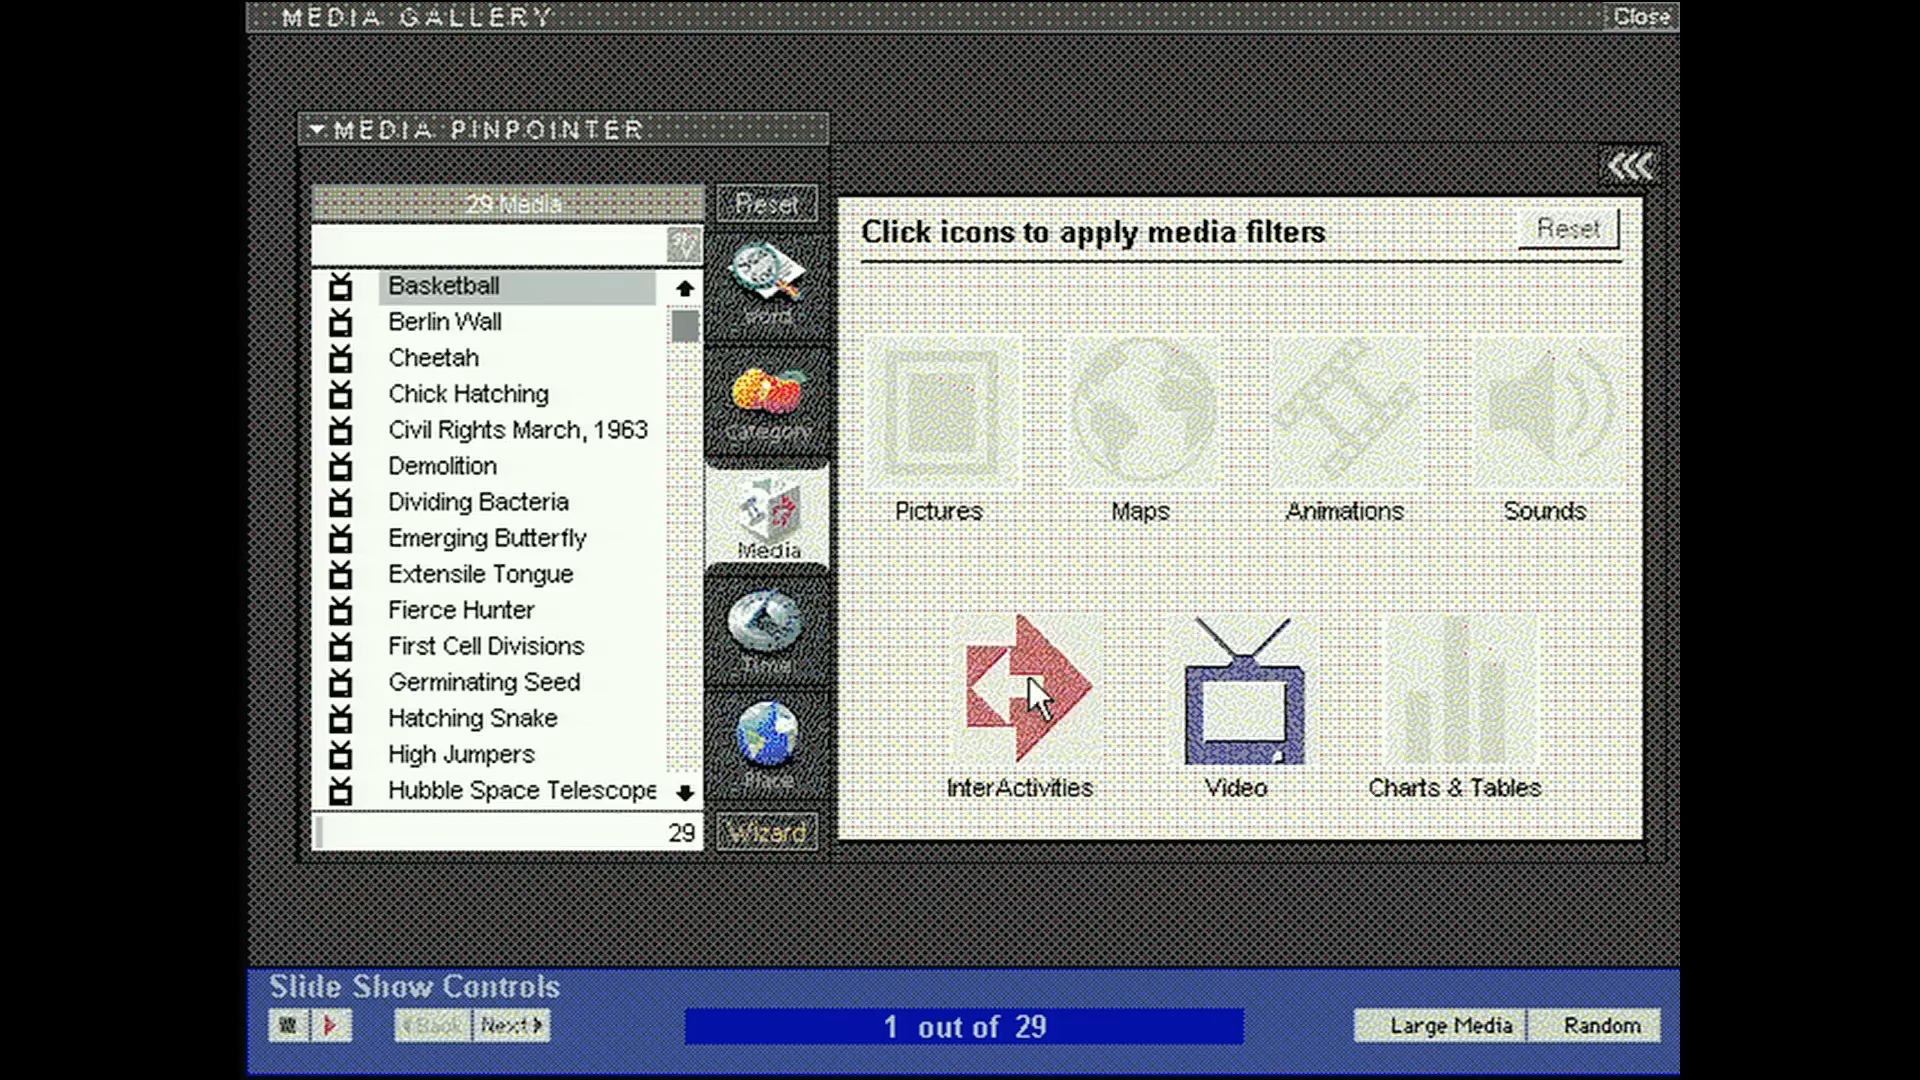 MEDIA GALLERY
Close
MEDIA PINPOINTER
29 Media
Reset
Basketball
Berlin Wall
Cheetah
Chick Hatching
Civil Rights March, 1963
Demolition
Dividing Bacteria
Emerging Butterfly
Extensile Tongue
Fierce Hunter
First Cell Divisions
Germinating Seed
Hatching Snake
High Jumpers
Hubble Space Telescope
29
Word
Category
Media
Time
Place
Wizard
Click icons to apply media filters
Reset
Pictures
Maps
Animations
Sounds
InterActivities
Video
Charts & Tables
Slide Show Controls
Back
Next
1 out of 29
Large Media
Random